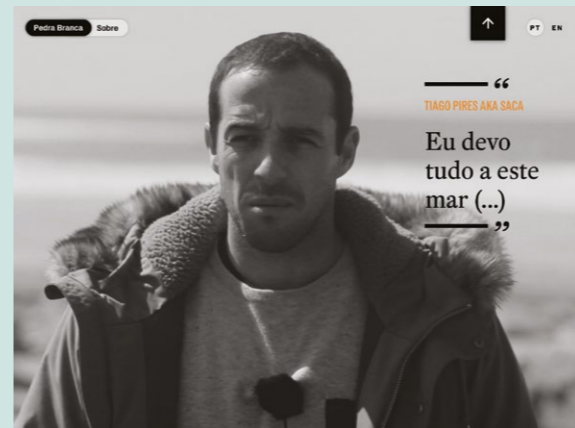 Pedra Branca Sobre
PT EN
“
TIAGO PIRES AKA SACA
Eu devo
tudo a este
mar (...)
”